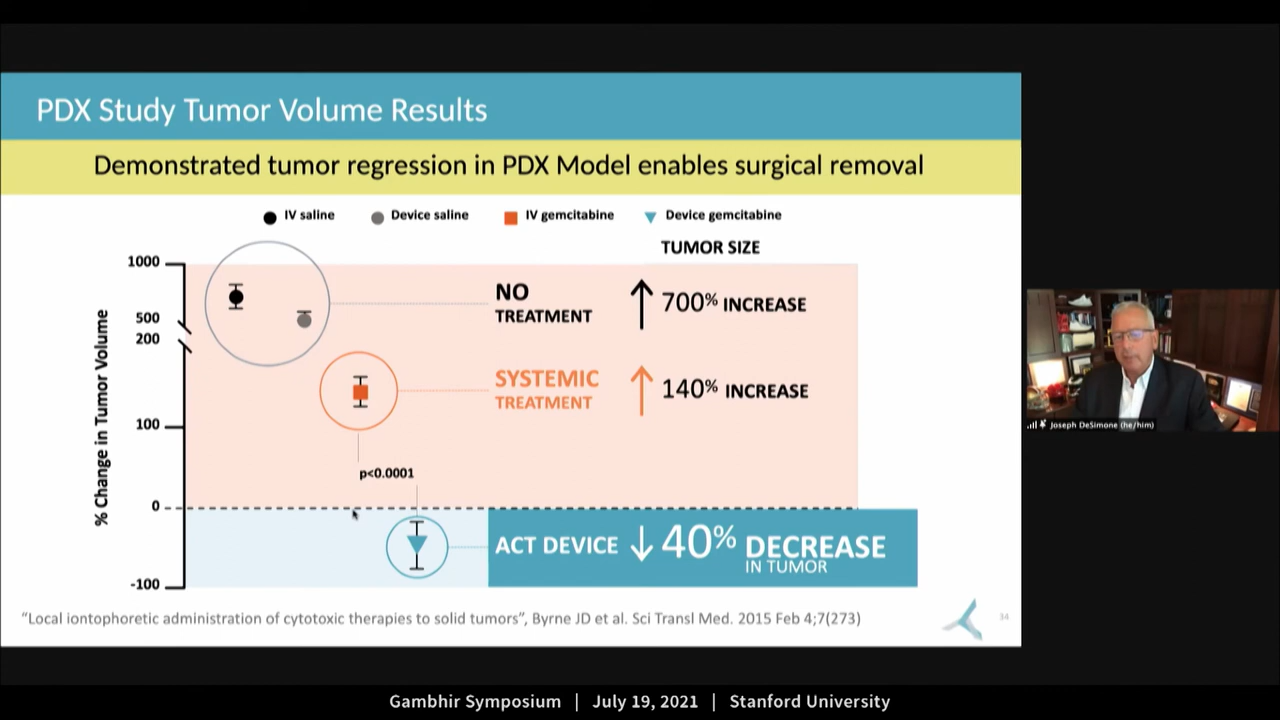 PDX Study Tumor Volume Results
Demonstrated tumor regression in PDX Model enables surgical removal
IV saline Device saline IV gemcitabine Device gemcitabine
TUMOR SIZE
1000
500
200
100
0
-100
% Change in Tumor Volume
NO
TREATMENT
700% INCREASE
SYSTEMIC
TREATMENT
140% INCREASE
p<0.0001
ACT DEVICE 40% DECREASE
IN TUMOR
"Local iontophoretic administration of cytotoxic therapies to solid tumors", Byrne JD et al. Sci Transl Med. 2015 Feb 4;7(273)
34
Joseph DeSimone (he/him)
Gambhir Symposium | July 19, 2021 | Stanford University